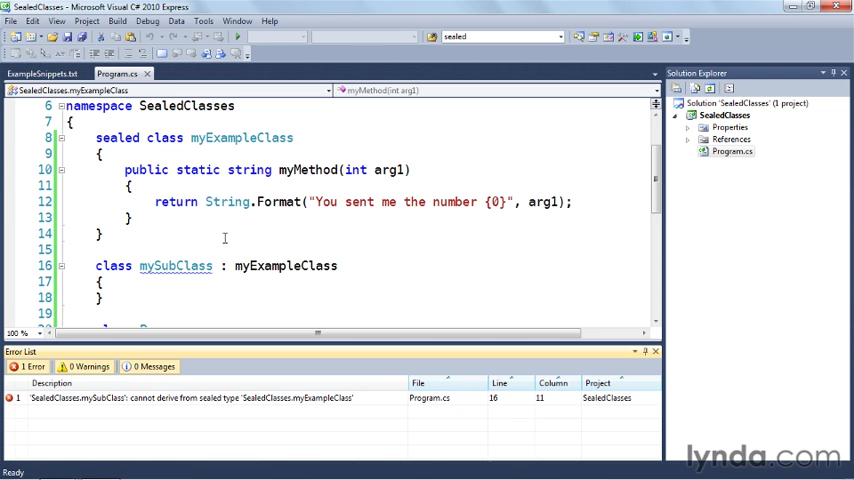 SealedClasses - Microsoft Visual C# 2010 Express
File Edit View Project Build Debug Data Tools Window Help
sealed
ExampleSnippets.txt Program.cs
SealedClasses.myExampleClass myMethod(int arg1)
6 namespace SealedClasses
7 {
8 sealed class myExampleClass
9 {
10 public static string myMethod(int arg1)
11 {
12 return String.Format("You sent me the number {0}", arg1);
13 }
14 }
15
16 class mySubClass : myExampleClass
17 {
18 }
19
100 %
Solution Explorer
Solution 'SealedClasses' (1 project)
SealedClasses
Properties
References
Program.cs
Error List
1 Error 0 Warnings 0 Messages
Description File Line Column Project
1 'SealedClasses.mySubClass': cannot derive from sealed type 'SealedClasses.myExampleClass' Program.cs 16 11 SealedClasses
Ready
lynda.com